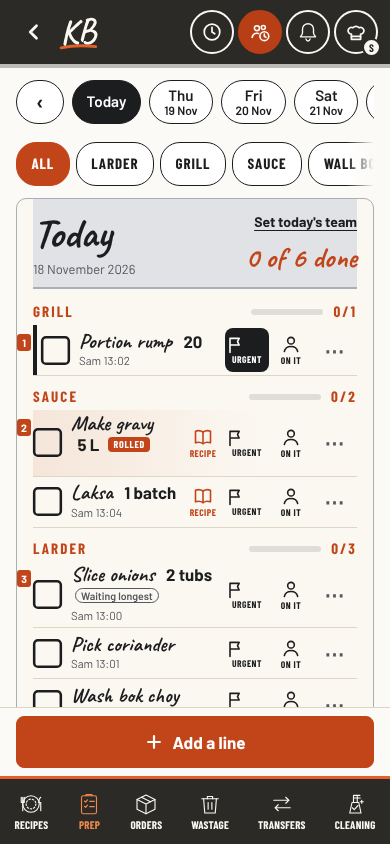 KB
S
‹
Today
Thu
19 Nov
Fri
20 Nov
Sat
21 Nov
ALL
LARDER
GRILL
SAUCE
WALL
Today
Set today's team
0 of 6 done
18 November 2026
GRILL
0/1
1
Portion rump 20
Sam 13:02
URGENT
ON IT
...
SAUCE
0/2
2
Make gravy
5 L
ROLLED
RECIPE
URGENT
ON IT
...
Laksa 1 batch
Sam 13:04
RECIPE
URGENT
ON IT
...
LARDER
0/3
3
Slice onions 2 tubs
Waiting longest
Sam 13:00
URGENT
ON IT
...
Pick coriander
Sam 13:01
URGENT
ON IT
...
Wash bok choy
...
+ Add a line
RECIPES
PREP
ORDERS
WASTAGE
TRANSFERS
CLEANING